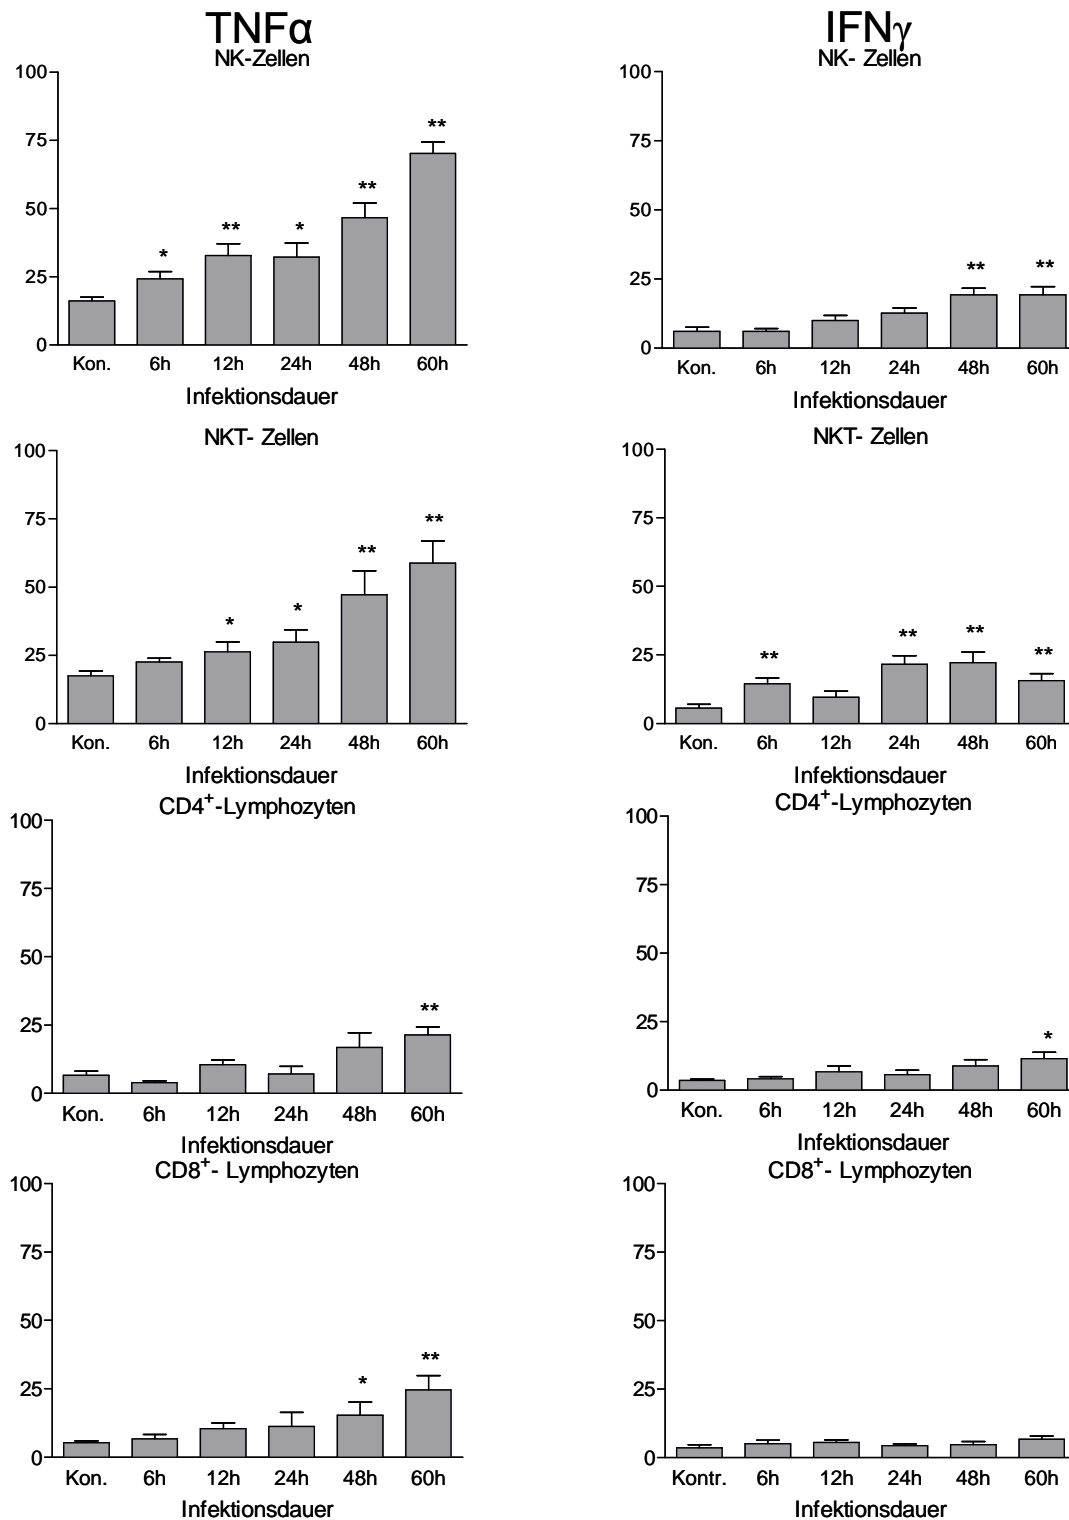 TNFα
NK-Zellen
100
75
50
25
0
** 
** 
* 
** 
*
Kon. 6h 12h 24h 48h 60h
Infektionsdauer
IFNγ
NK- Zellen
100
75
50
25
0
** **
Kon. 6h 12h 24h 48h 60h
Infektionsdauer
NKT- Zellen
100
75
50
25
0
* * ** **
Kon. 6h 12h 24h 48h 60h
Infektionsdauer
NKT- Zellen
100
75
50
25
0
** ** ** **
Kon. 6h 12h 24h 48h 60h
Infektionsdauer
CD4+-Lymphozyten
100
75
50
25
0
**
Kon. 6h 12h 24h 48h 60h
Infektionsdauer
CD4+-Lymphozyten
100
75
50
25
0
*
Kon. 6h 12h 24h 48h 60h
Infektionsdauer
CD8+- Lymphozyten
100
75
50
25
0
* **
Kon. 6h 12h 24h 48h 60h
Infektionsdauer
CD8+- Lymphozyten
100
75
50
25
0
Kontr. 6h 12h 24h 48h 60h
Infektionsdauer